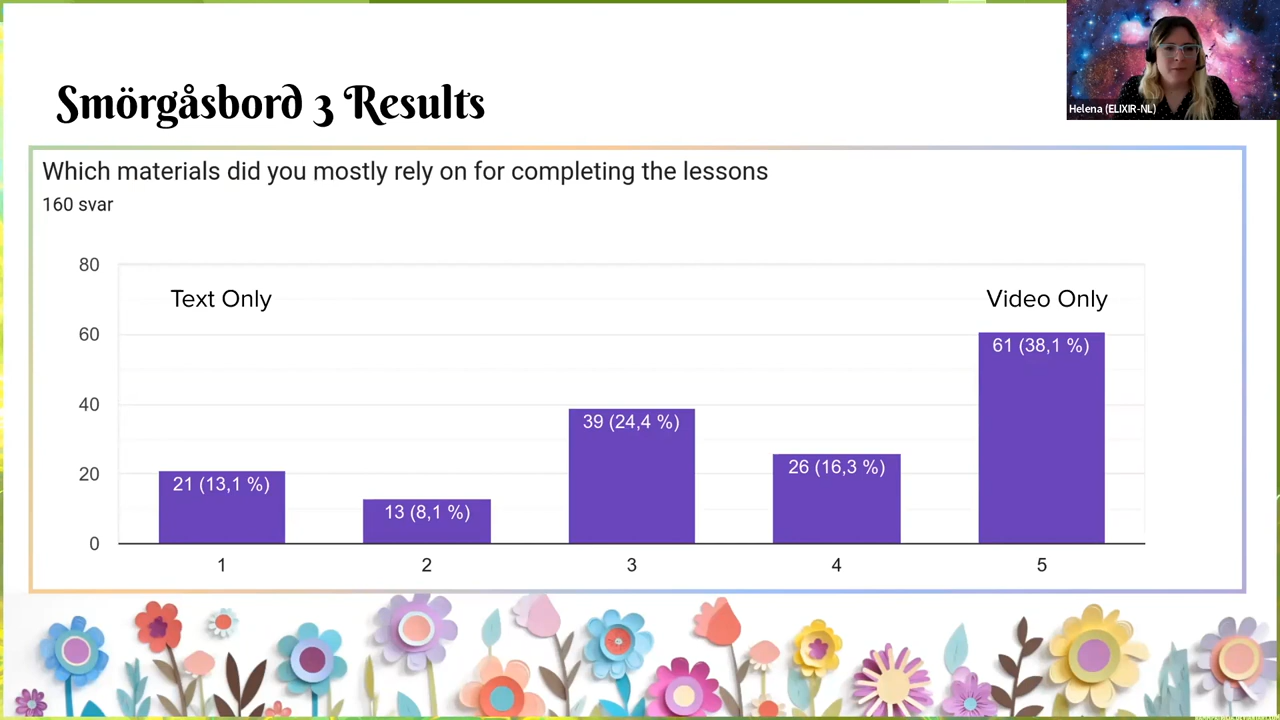 Smörgåsbord 3 Results
Helena (ELIXIR-NL)
Which materials did you mostly rely on for completing the lessons
160 svar
80
60
40
20
0
Text Only
Video Only
21 (13,1 %)
13 (8,1 %)
39 (24,4 %)
26 (16,3 %)
61 (38,1 %)
1
2
3
4
5